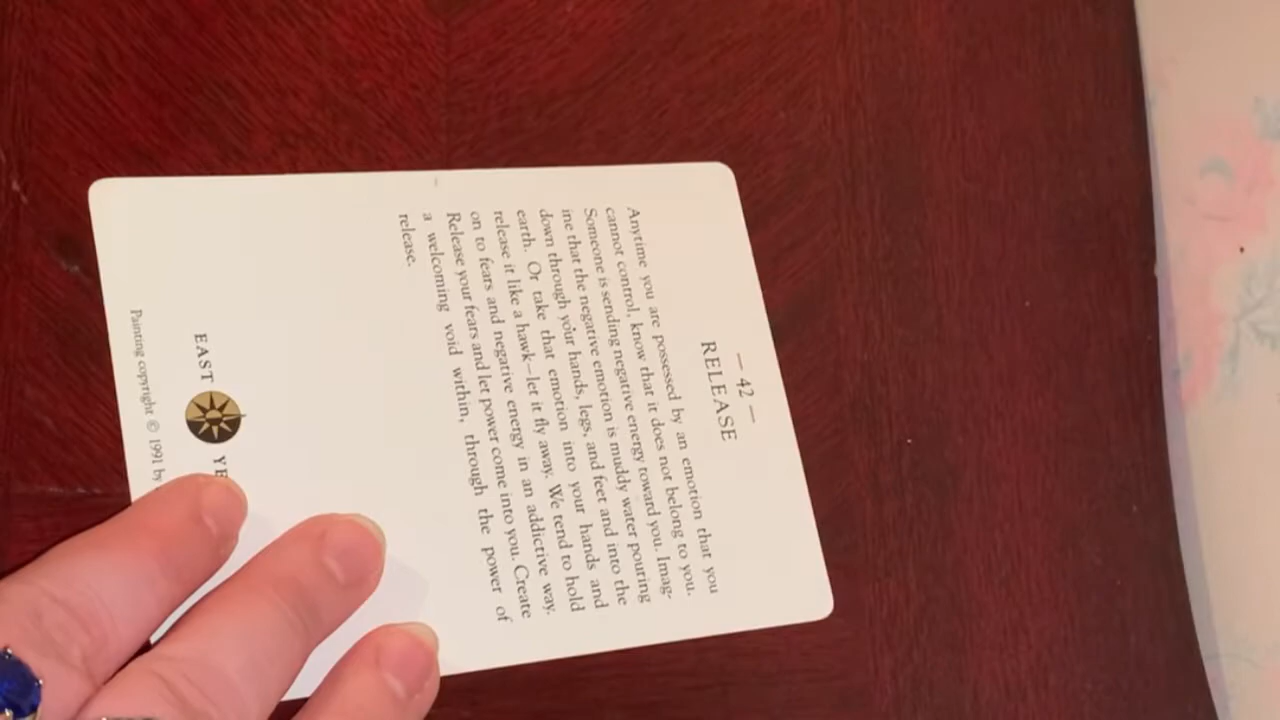 — 42 —
RELEASE
Anytime you are possessed by an emotion that you
cannot control, know that it does not belong to you.
Someone is sending negative energy toward you. Imag-
ine that the negative emotion is muddy water pouring
down through your hands, legs, and feet and into the
earth. Or take that emotion into your hands and
release it like a hawk—let it fly away. We tend to hold
on to fears and negative energy in an addictive way.
Release your fears and let power come into you. Create
a welcoming void within, through the power of
release.
EAST YE
Painting copyright © 1991 by